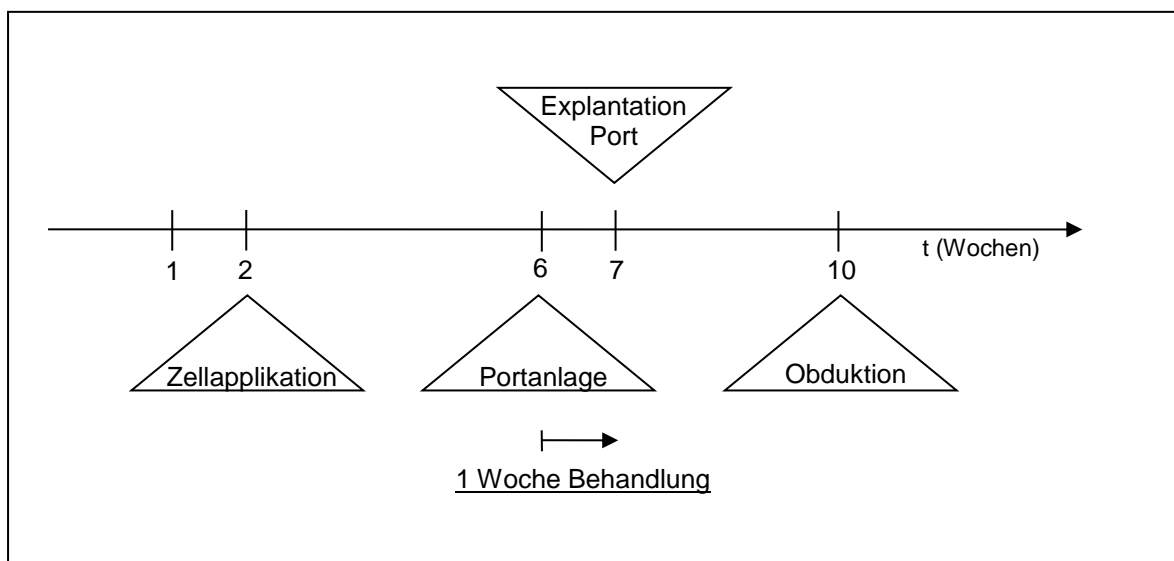 Explantation
Port
t (Wochen)
1
2
6
7
10
Zellapplikation
Portanlage
Obduktion
1 Woche Behandlung